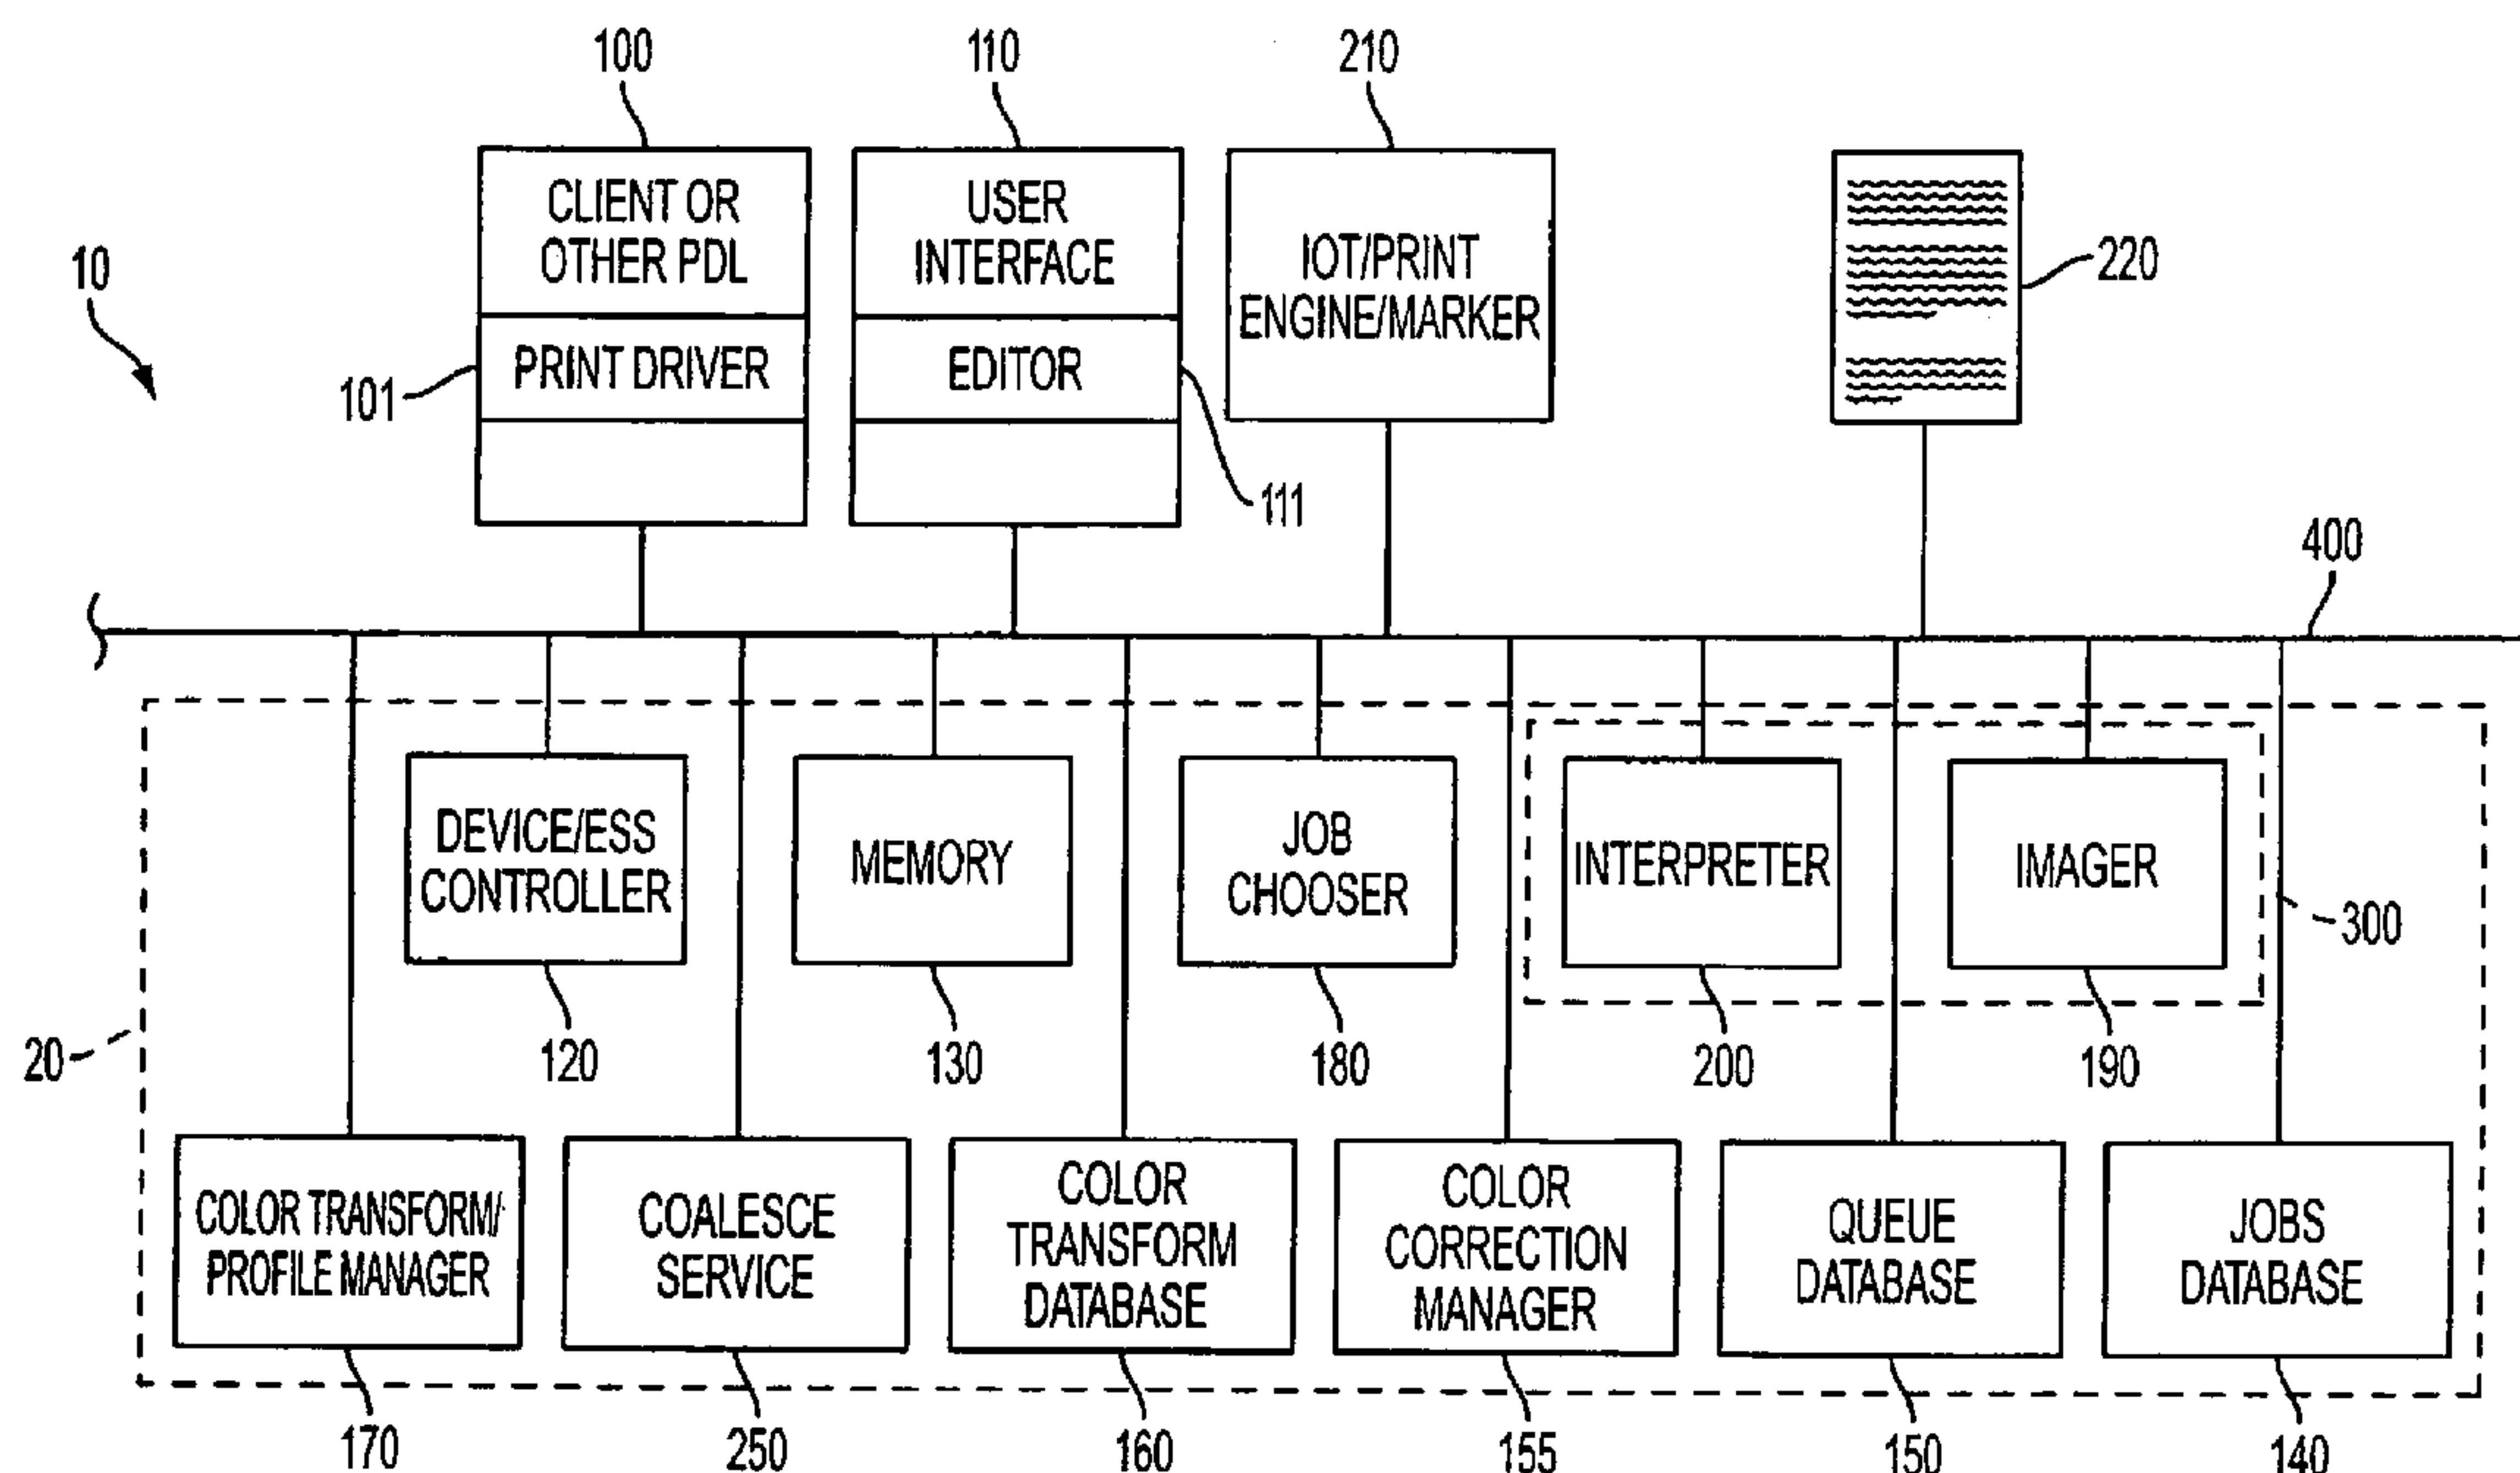 100
110
210
CLIENT OR
OTHER PDL
USER
INTERFACE
IOT/PRINT
ENGINE/MARKER
220
10
PRINT DRIVER
EDITOR
101
111
400
DEVICE/ESS
CONTROLLER
MEMORY
JOB
CHOOSER
INTERPRETER
IMAGER
300
20
120
130
180
200
190
COLOR TRANSFORM/
PROFILE MANAGER
COALESCE
SERVICE
COLOR
TRANSFORM
DATABASE
COLOR
CORRECTION
MANAGER
QUEUE
DATABASE
JOBS
DATABASE
170
250
160
155
150
140